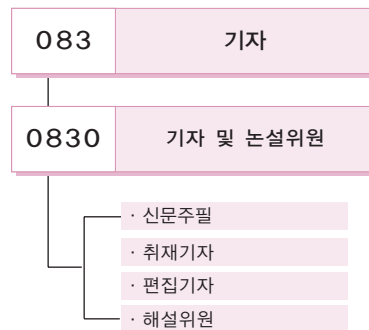 083 기자
0830 기자 및 논설위원
· 신문주필
· 취재기자
· 편집기자
· 해설위원